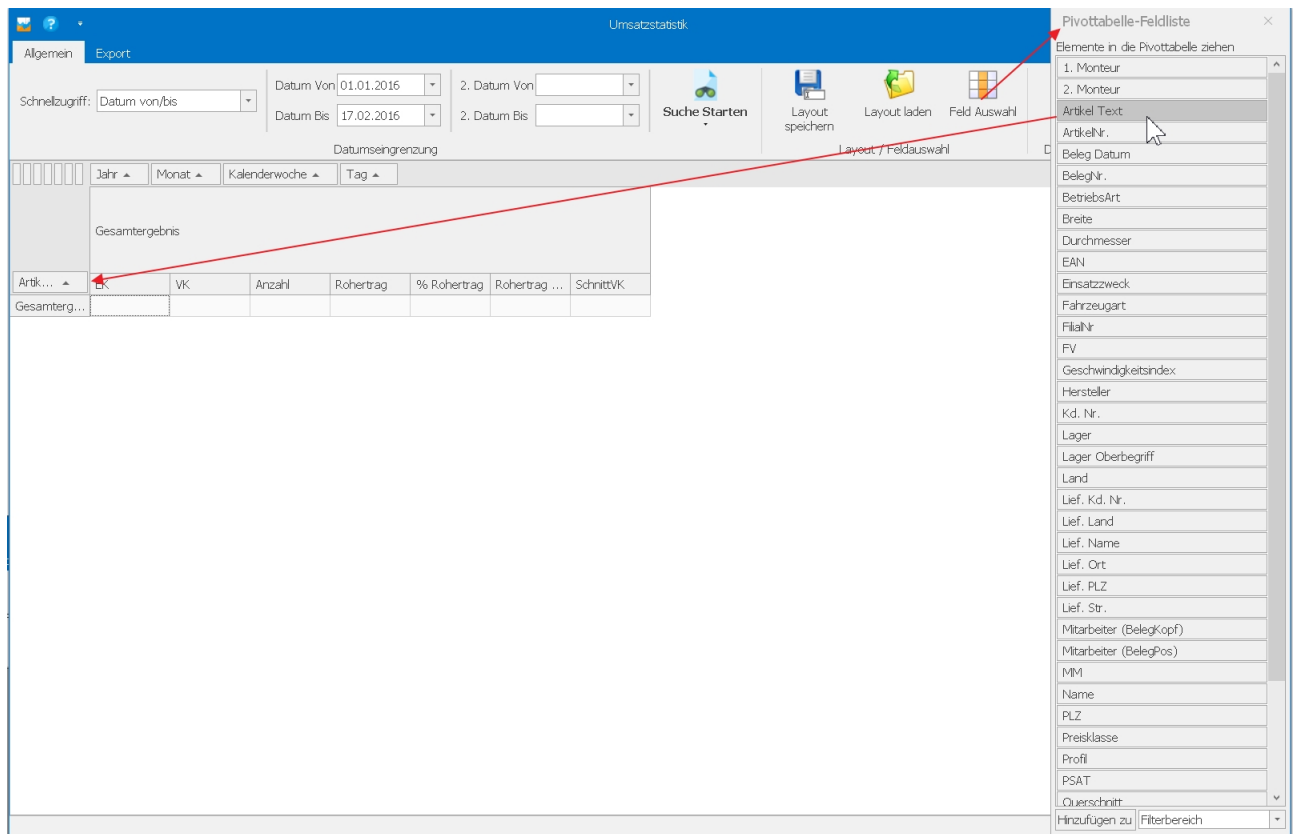 Umsatzstatistik
Allgemein Export
Schnellzugriff: Datum von/bis
Datum Von 01.01.2016
Datum Bis 17.02.2016
2. Datum Von
2. Datum Bis
Datumseingrenzung
Suche Starten
Layout speichern
Layout laden
Feld Auswahl
Layout / Feldauswahl
Jahr Monat Kalenderwoche Tag
Gesamtergebnis
Artik... EK VK Anzahl Rohertrag % Rohertrag Rohertrag ... SchnittVK
Gesamterg...
Pivottabelle-Feldliste
Elemente in die Pivottabelle ziehen
1. Monteur
2. Monteur
Artikel Text
ArtikelNr.
Beleg Datum
BelegNr.
BetriebsArt
Breite
Durchmesser
EAN
Einsatzzweck
Fahrzeugart
FilialNr
FV
Geschwindigkeitsindex
Hersteller
Kd. Nr.
Lager
Lager Oberbegriff
Land
Lief. Kd. Nr.
Lief. Land
Lief. Name
Lief. Ort
Lief. PLZ
Lief. Str.
Mitarbeiter (BelegKopf)
Mitarbeiter (BelegPos)
MM
Name
PLZ
Preisklasse
Profil
PSAT
Querschnitt
Hinzufügen zu Filterbereich